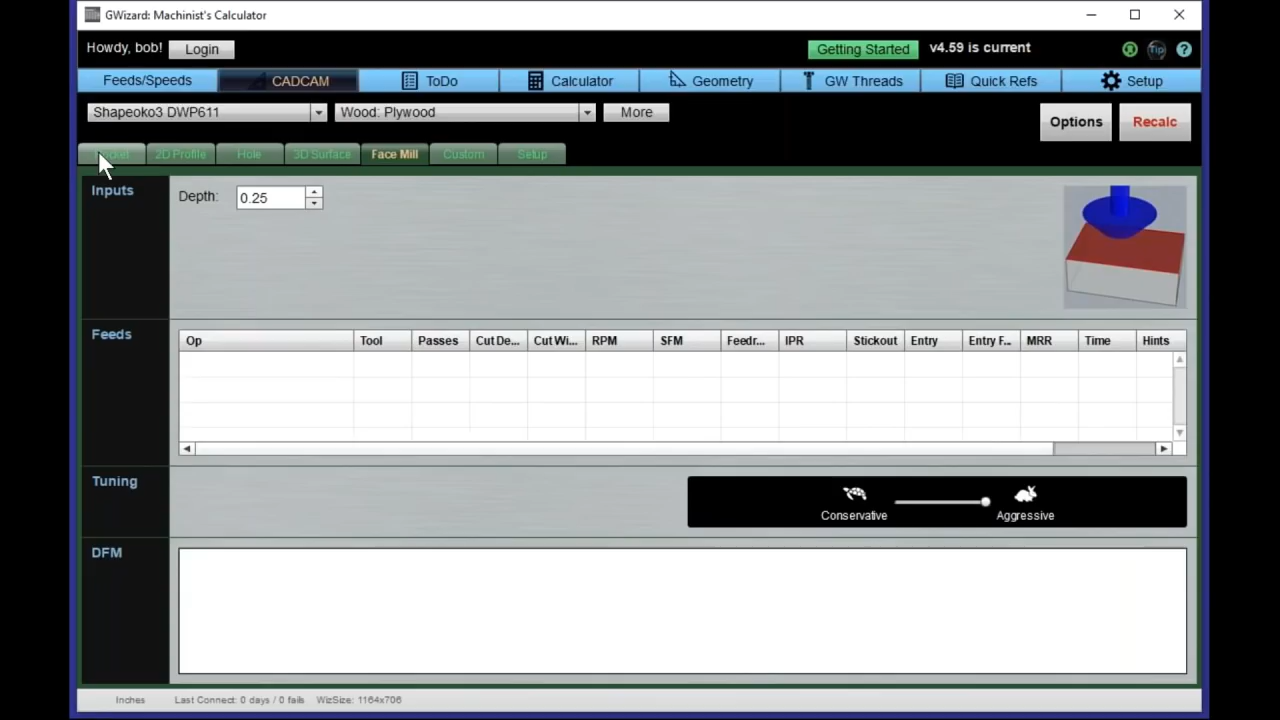 GWizard: Machinist's Calculator
Howdy, bob! Login Getting Started v4.59 is current Tip ?
Feeds/Speeds CADCAM ToDo Calculator Geometry GW Threads Quick Refs Setup
Shapeoko3 DWP611 Wood: Plywood More Options Recalc
2D Profile Hole 3D Surface Face Mill Custom Setup
Inputs Depth: 0.25
Feeds
Op Tool Passes Cut De... Cut Wi... RPM SFM Feedr... IPR Stickout Entry Entry F... MRR Time Hints
Tuning
Conservative Aggressive
DFM
Inches Last Connect: 0 days / 0 fails WizSize: 1164x706